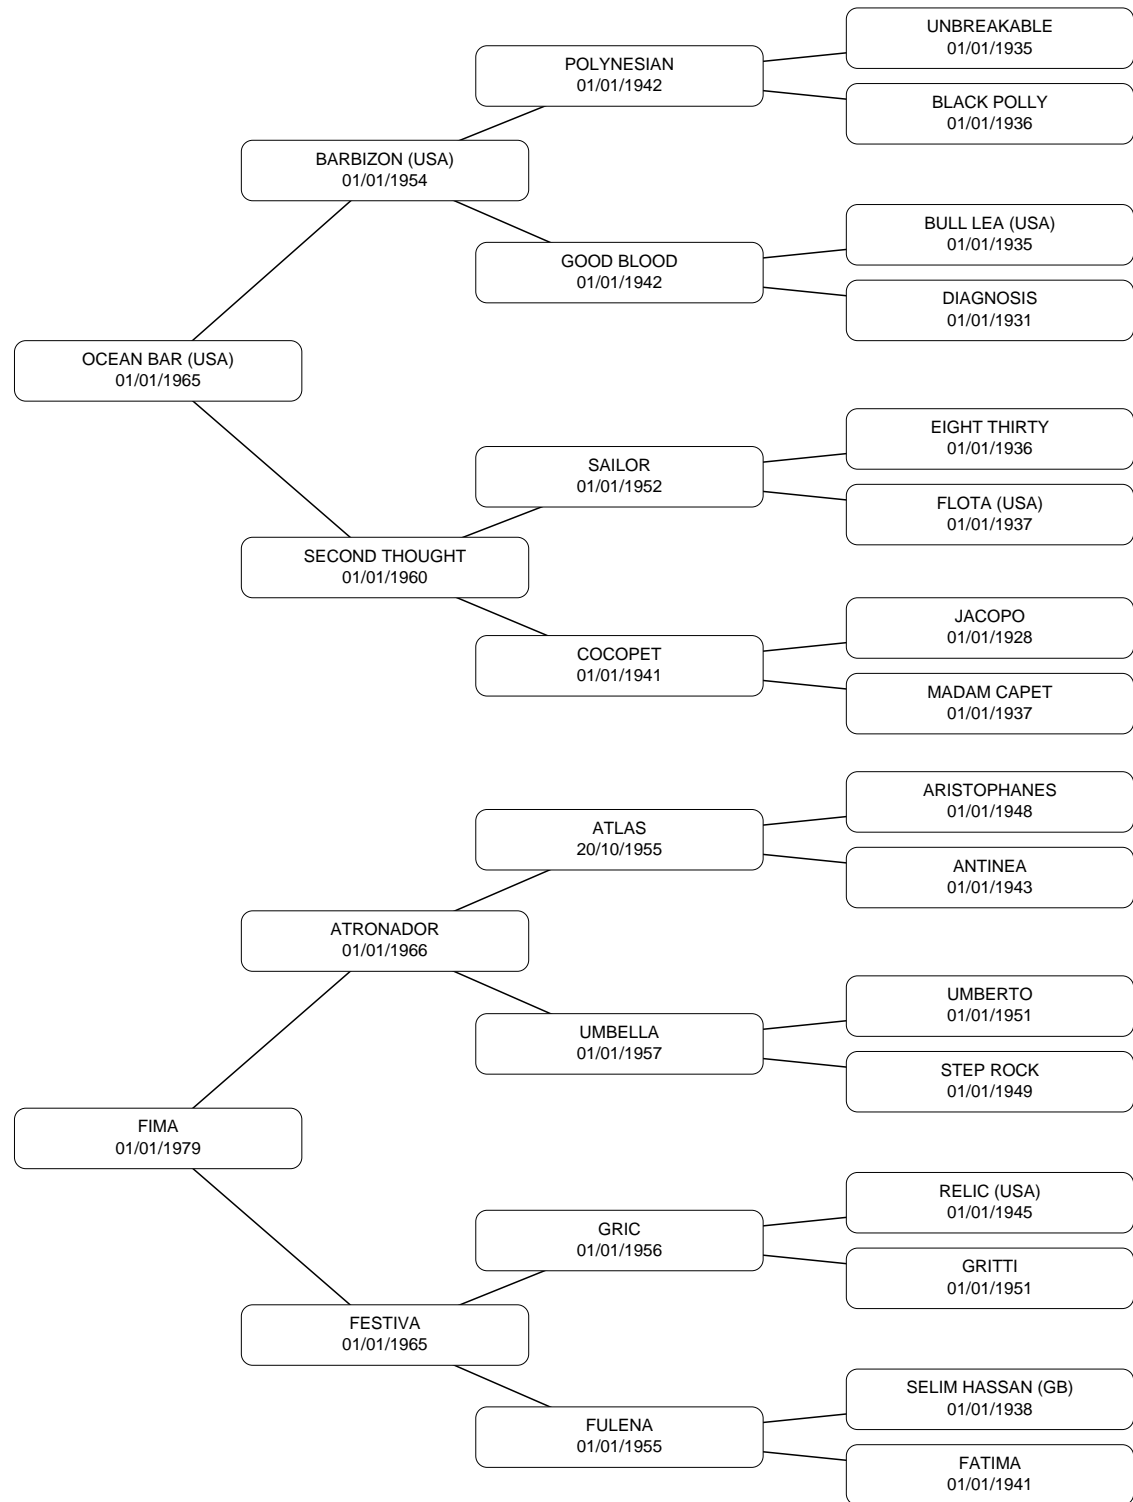 UNBREAKABLE
01/01/1935
POLYNESIAN
01/01/1942
BLACK POLLY
01/01/1936
BARBIZON (USA)
01/01/1954
BULL LEA (USA)
01/01/1935
GOOD BLOOD
01/01/1942
DIAGNOSIS
01/01/1931
OCEAN BAR (USA)
01/01/1965
EIGHT THIRTY
01/01/1936
SAILOR
01/01/1952
FLOTA (USA)
01/01/1937
SECOND THOUGHT
01/01/1960
JACOPO
01/01/1928
COCOPET
01/01/1941
MADAM CAPET
01/01/1937
ARISTOPHANES
01/01/1948
ATLAS
20/10/1955
ANTINEA
01/01/1943
ATRONADOR
01/01/1966
UMBERTO
01/01/1951
UMBELLA
01/01/1957
STEP ROCK
01/01/1949
FIMA
01/01/1979
RELIC (USA)
01/01/1945
GRIC
01/01/1956
GRITTI
01/01/1951
FESTIVA
01/01/1965
SELIM HASSAN (GB)
01/01/1938
FULENA
01/01/1955
FATIMA
01/01/1941